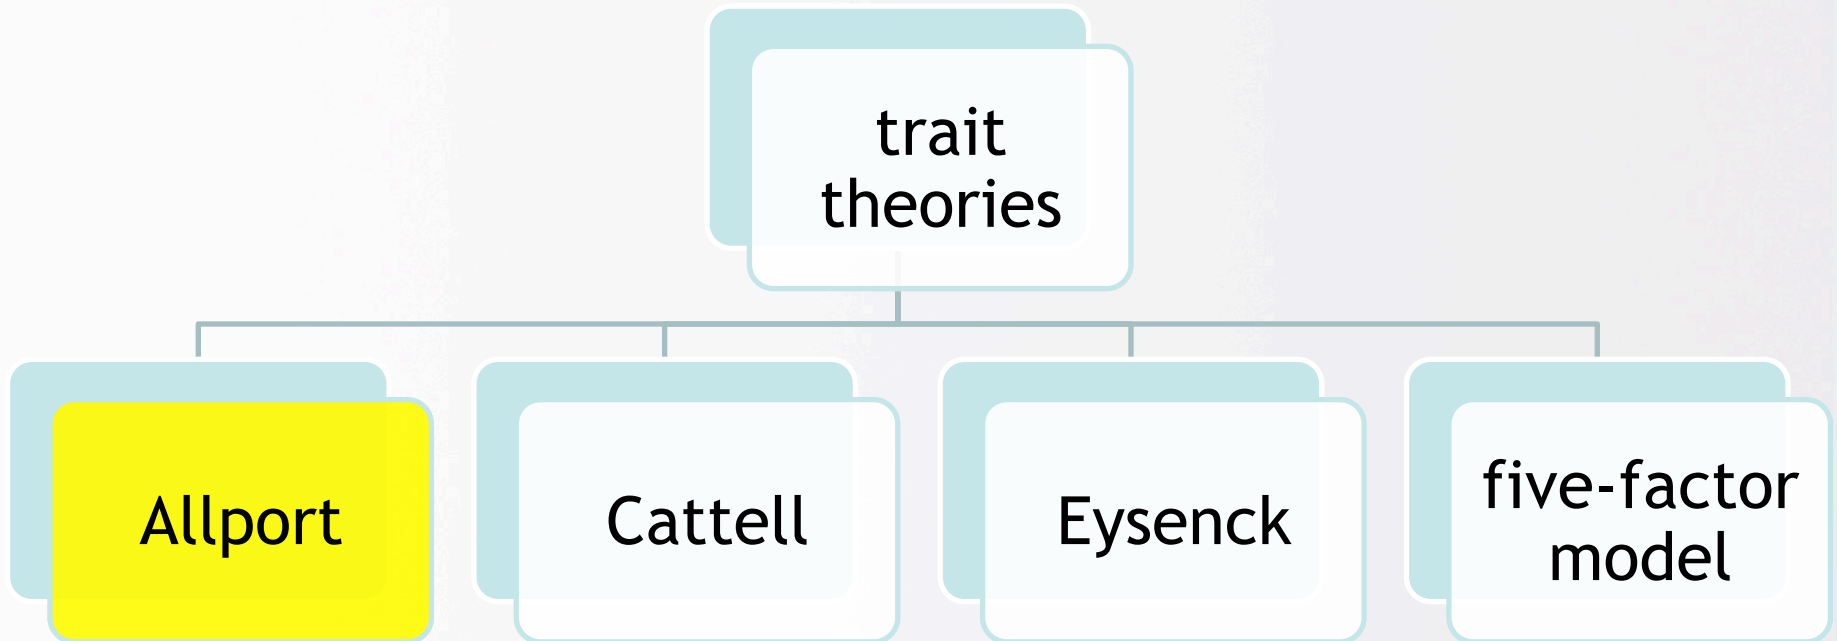 trait
theories
Allport
Cattell
Eysenck
five-factor
model